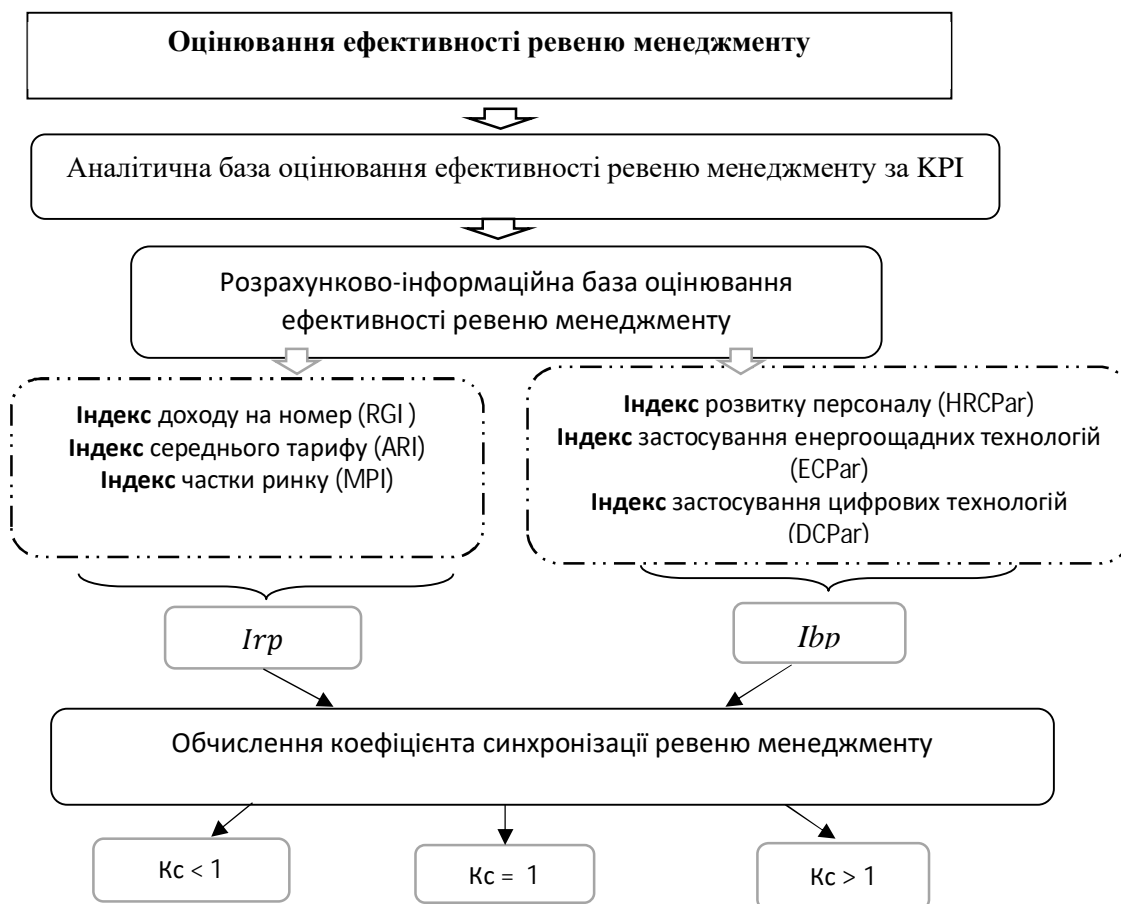 Оцінювання ефективності ревеню менеджменту
Аналітична база оцінювання ефективності ревеню менеджменту за KPI
Розрахунково-інформаційна база оцінювання
ефективності ревеню менеджменту
Індекс доходу на номер (RGI )
Індекс середнього тарифу (ARI)
Індекс частки ринку (MPI)
Індекс розвитку персоналу (HRCPar)
Індекс застосування енергоощадних технологій
(ECPar)
Індекс застосування цифрових технологій
(DCPar)
Irp
Ibp
Обчислення коефіцієнта синхронізації ревеню менеджменту
Кс < 1
Кс = 1
Кс > 1